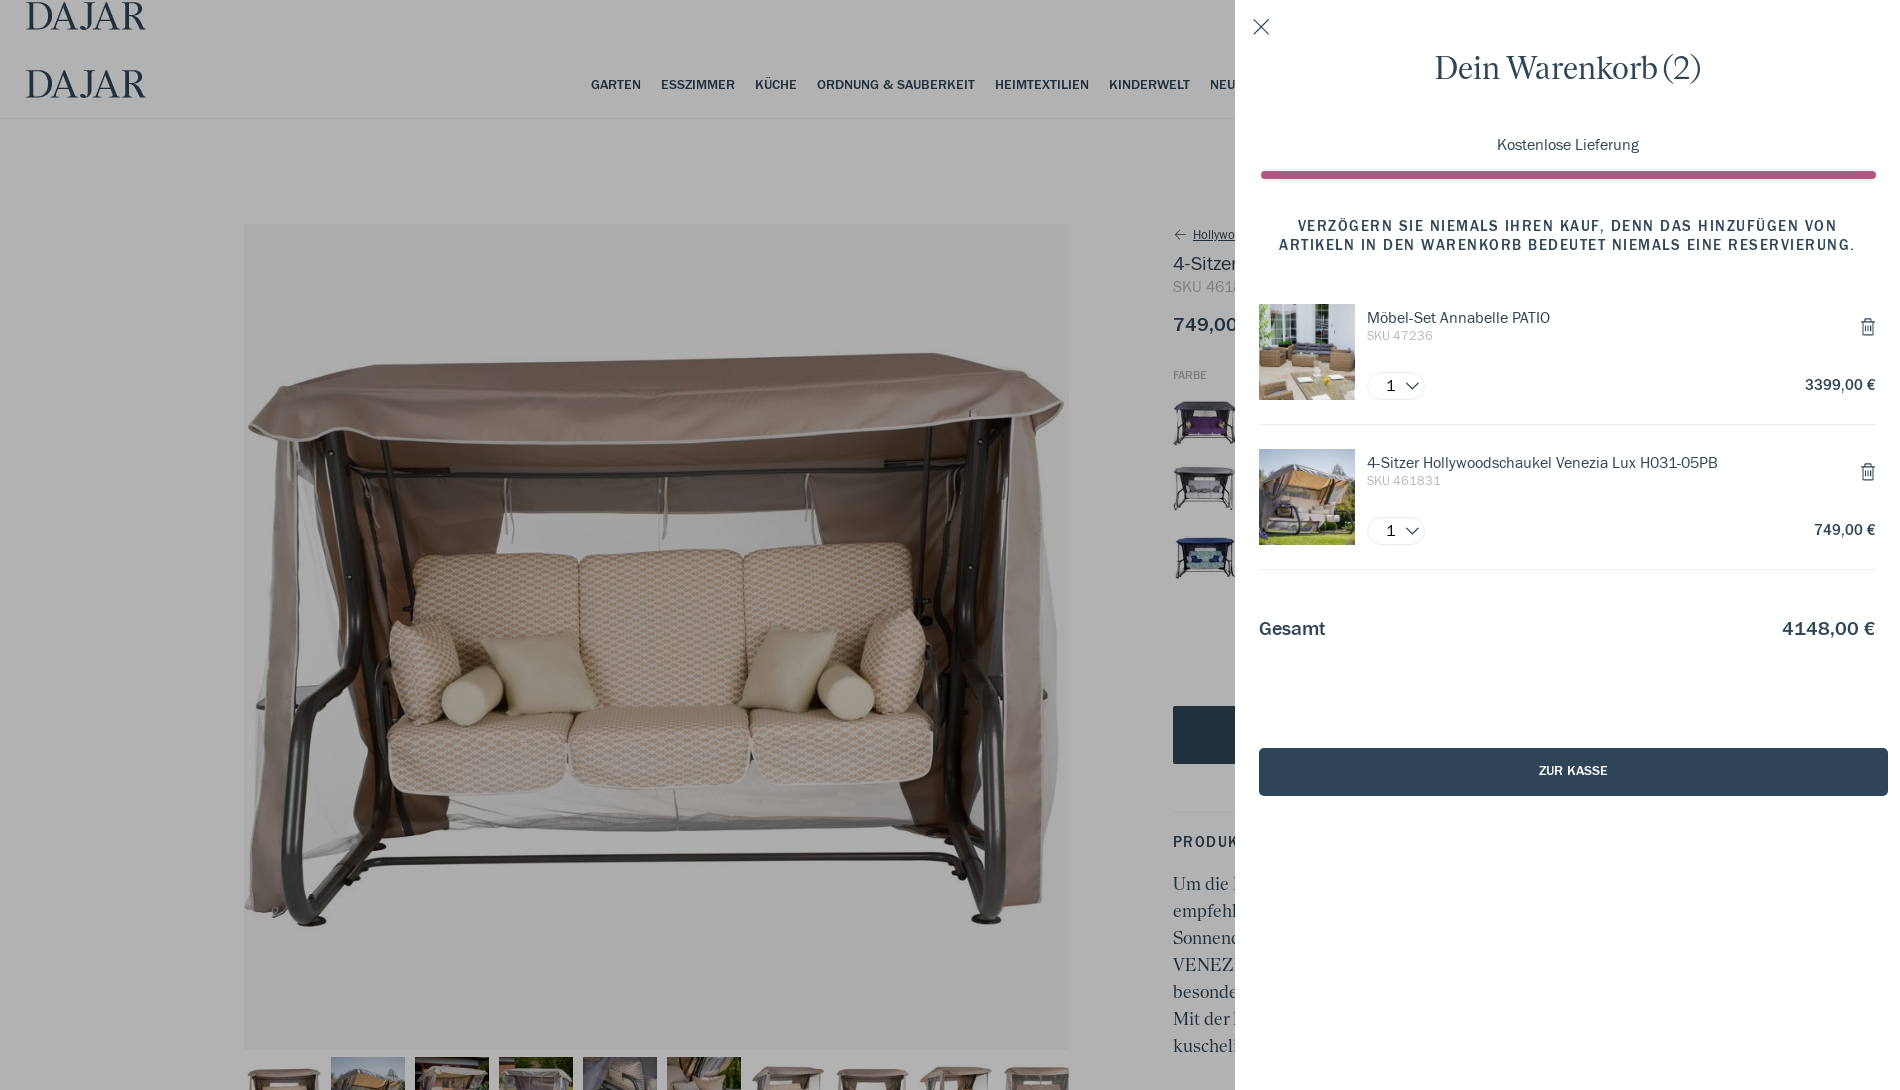 DAJAR
DAJAR
GARTEN ESSZIMMER KÜCHE ORDNUNG & SAUBERKEIT HEIMTEXTILIEN KINDERWELT NEU
Hollywo
4-Sitzer
SKU 461
749,00
FARBE
PRODUK
Um die
empfehl
Sonnend
VENEZ
besonde
Mit der
kuscheli
Dein Warenkorb (2)
Kostenlose Lieferung
VERZÖGERN SIE NIEMALS IHREN KAUF, DENN DAS HINZUFÜGEN VON
ARTIKELN IN DEN WARENKORB BEDEUTET NIEMALS EINE RESERVIERUNG.
Möbel-Set Annabelle PATIO
SKU 47236
1
3399,00 €
4-Sitzer Hollywoodschaukel Venezia Lux H031-05PB
SKU 461831
1
749,00 €
Gesamt 4148,00 €
ZUR KASSE